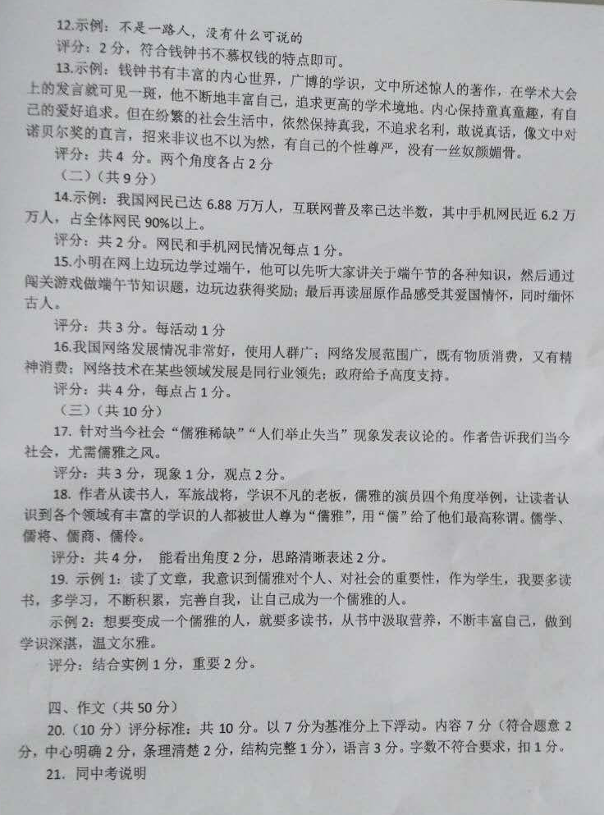 12.示例：不是一路人，没有什么可说的
评分：2 分，符合钱钟书不慕权钱的特点即可。
13.示例：钱钟书有丰富的内心世界，广博的学识，文中所述惊人的著作，在学术大会
上的发言就可见一斑，他不断地丰富自己，追求更高的学术境地。内心保持童真童趣，有自
己的爱好追求。但在纷繁的社会生活中，依然保持真我，不追求名利，敢说真话，像文中对
诺贝尔奖的直言，招来非议也不以为然，有自己的个性尊严，没有一丝奴颜媚骨。
评分：共 4 分。两个角度各占 2 分
（二）（共 9 分）
14.示例：我国网民已达 6.88 万万人，互联网普及率已达半数，其中手机网民近 6.2 万
万人，占全体网民 90%以上。
评分：共 2 分。网民和手机网民情况每点 1 分。
15.小明在网上边玩边学过端午，他可以先听大家讲关于端午节的各种知识，然后通过
闯关游戏做端午节知识题，边玩边获得奖励；最后再读屈原作品感受其爱国情怀，同时缅怀
古人。
评分：共 3 分。每活动 1 分
16.我国网络发展情况非常好，使用人群广；网络发展范围广，既有物质消费，又有精
神消费；网络技术在某些领域发展是同行业领先；政府给予高度支持。
评分：共 4 分，每点占 1 分。
（三）（共 10 分）
17. 针对当今社会“儒雅稀缺”“人们举止失当”现象发表议论的。作者告诉我们当今
社会，尤需儒雅之风。
评分：共 3 分，现象 1 分，观点 2 分。
18. 作者从读书人，军旅战将，学识不凡的老板，儒雅的演员四个角度举例，让读者认
识到各个领域有丰富的学识的人都被世人尊为“儒雅”，用“儒”给了他们最高称谓。儒学、
儒将、儒商、儒伶。
评分：共 4 分， 能看出角度 2 分，思路清晰表述 2 分。
19. 示例 1：读了文章，我意识到儒雅对个人、对社会的重要性，作为学生，我要多读
书，多学习，不断积累，完善自我，让自己成为一个儒雅的人。
示例 2：想要变成一个儒雅的人，就要多读书，从书中汲取营养，不断丰富自己，做到
学识深湛，温文尔雅。
评分：结合实例 1 分，重要 2 分。
四、作文（共 50 分）
20.（10 分）评分标准：共 10 分。以 7 分为基准分上下浮动。内容 7 分（符合题意 2
分，中心明确 2 分，条理清楚 2 分，结构完整 1 分），语言 3 分。字数不符合要求，扣 1 分。
21. 同中考说明